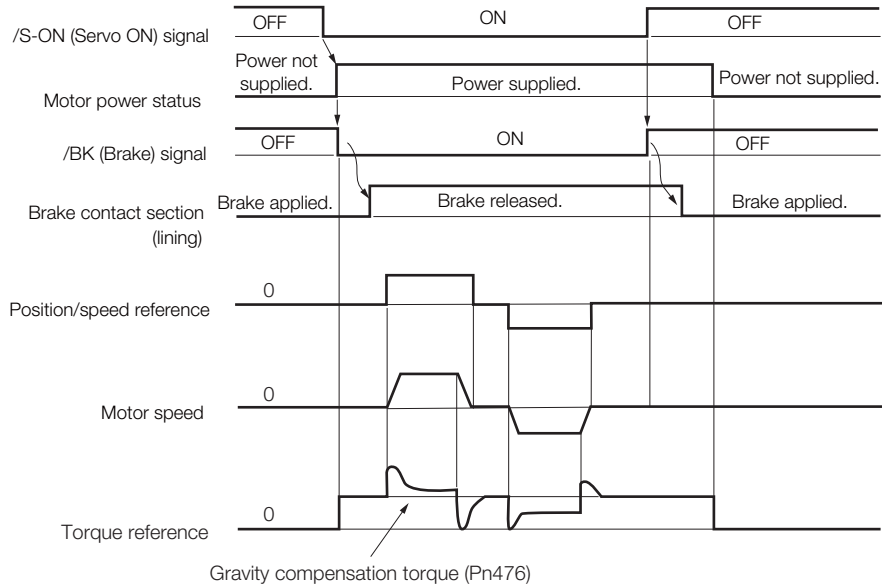 OFF
ON
OFF
/S-ON (Servo ON) signal
Power not
supplied.
Power supplied.
Power not supplied.
Motor power status
OFF
ON
OFF
/BK (Brake) signal
Brake applied.
Brake released.
Brake applied.
Brake contact section
(lining)
0
Position/speed reference
0
Motor speed
0
Torque reference
Gravity compensation torque (Pn476)